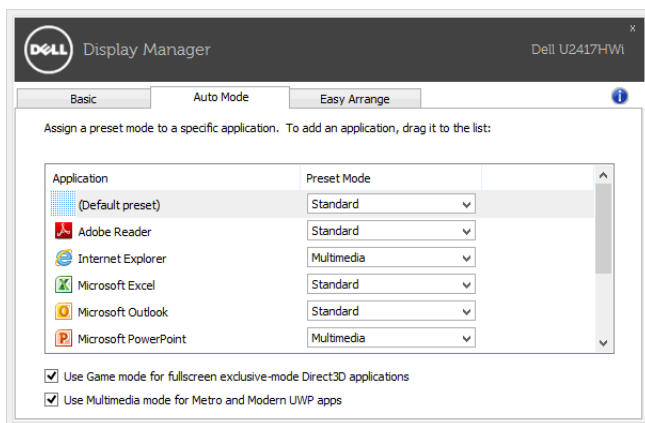 x
DELL Display Manager Dell U2417HWi
Basic Auto Mode Easy Arrange i
Assign a preset mode to a specific application. To add an application, drag it to the list:
Application Preset Mode
(Default preset) Standard
Adobe Reader Standard
Internet Explorer Multimedia
Microsoft Excel Standard
Microsoft Outlook Standard
Microsoft PowerPoint Multimedia
Use Game mode for fullscreen exclusive-mode Direct3D applications
Use Multimedia mode for Metro and Modern UWP apps